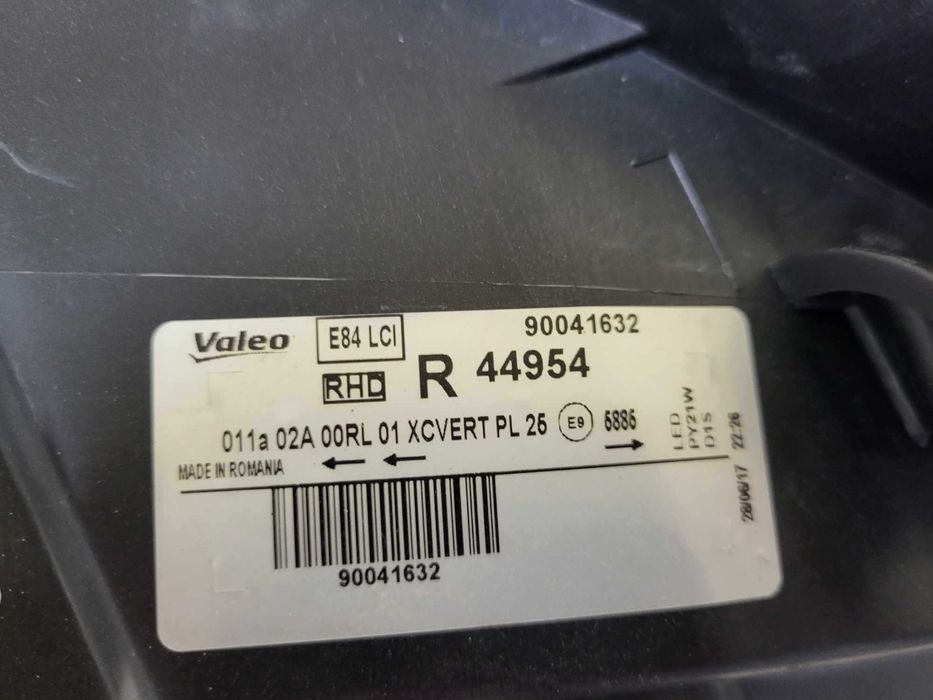 Valeo E84 LCI 90041632
RHD R 44954
011a 02A 00RL 01 XCVERT PL 25 E9 5885
MADE IN ROMANIA
90041632
LED
PY21W
D1S
28/06/17 22:26